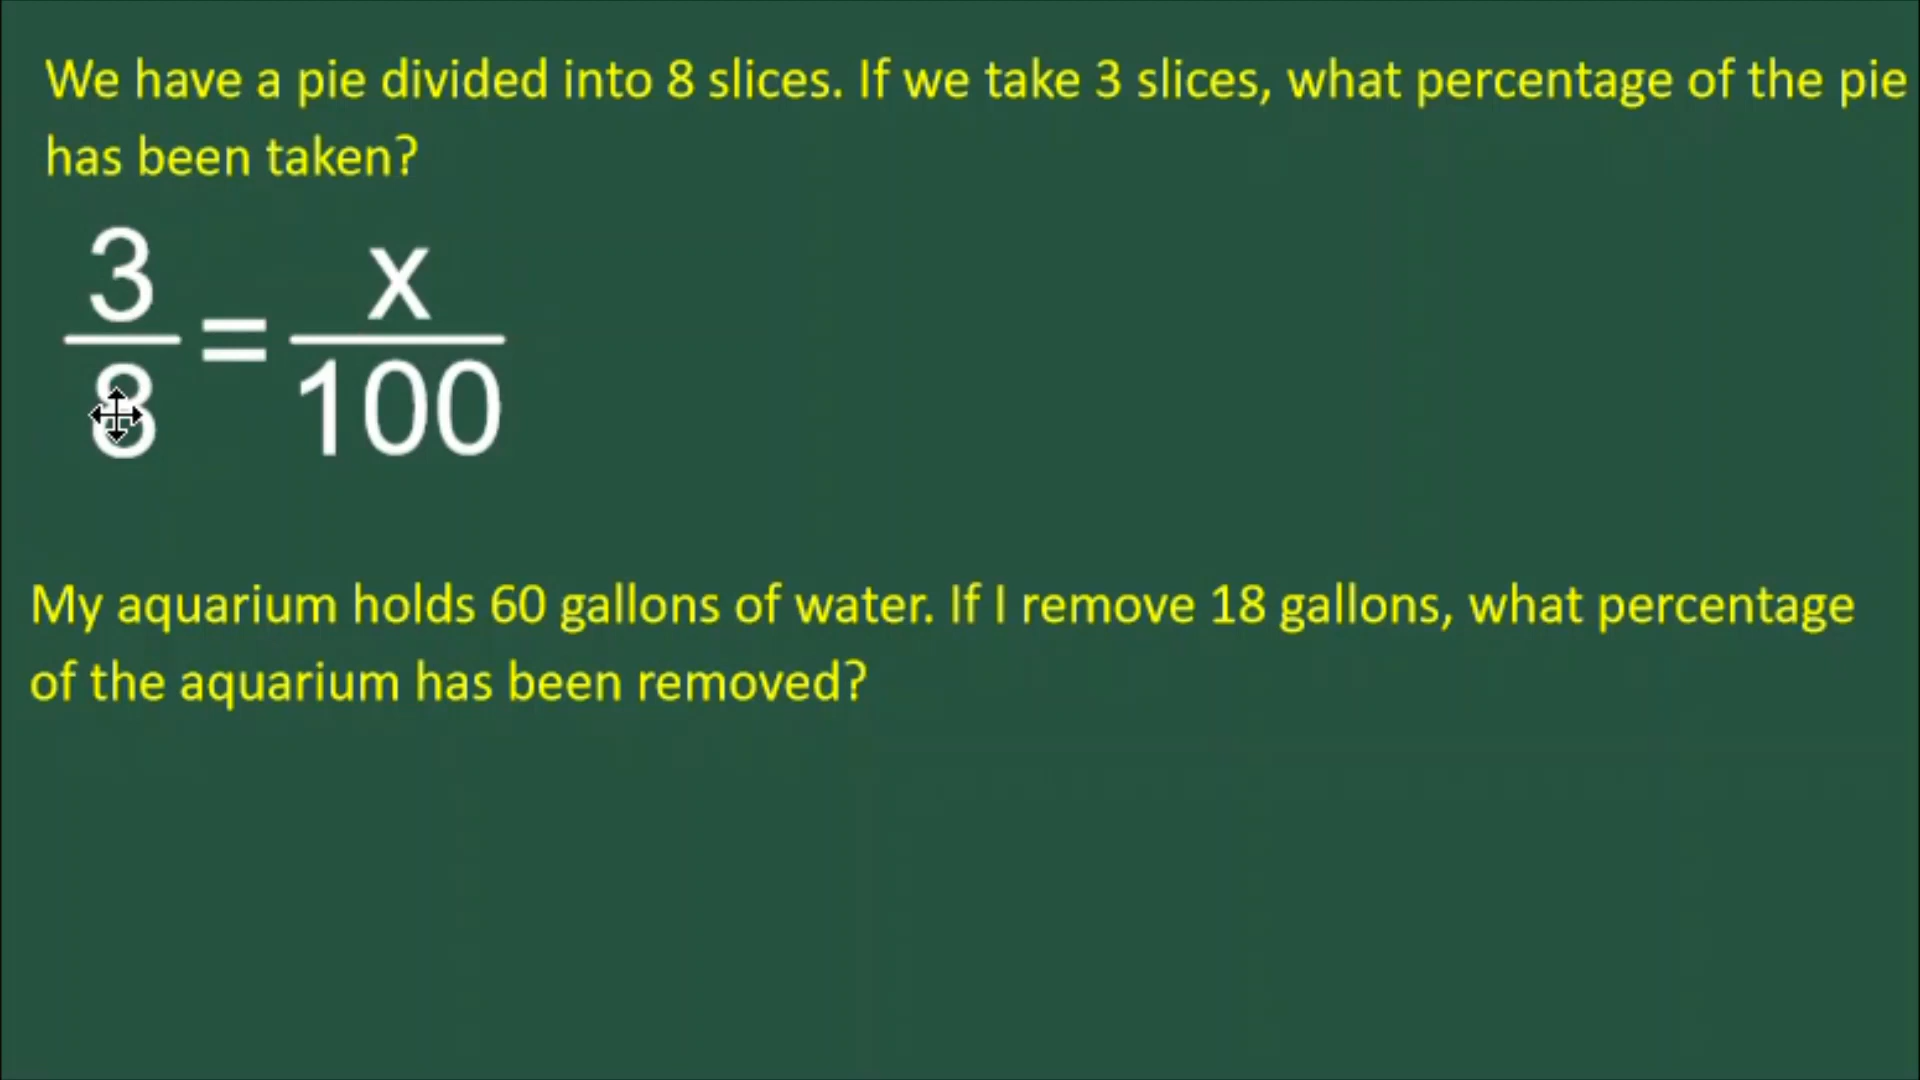 We have a pie divided into 8 slices. If we take 3 slices, what percentage of the pie
has been taken?
3/8 = x/100
My aquarium holds 60 gallons of water. If I remove 18 gallons, what percentage
of the aquarium has been removed?